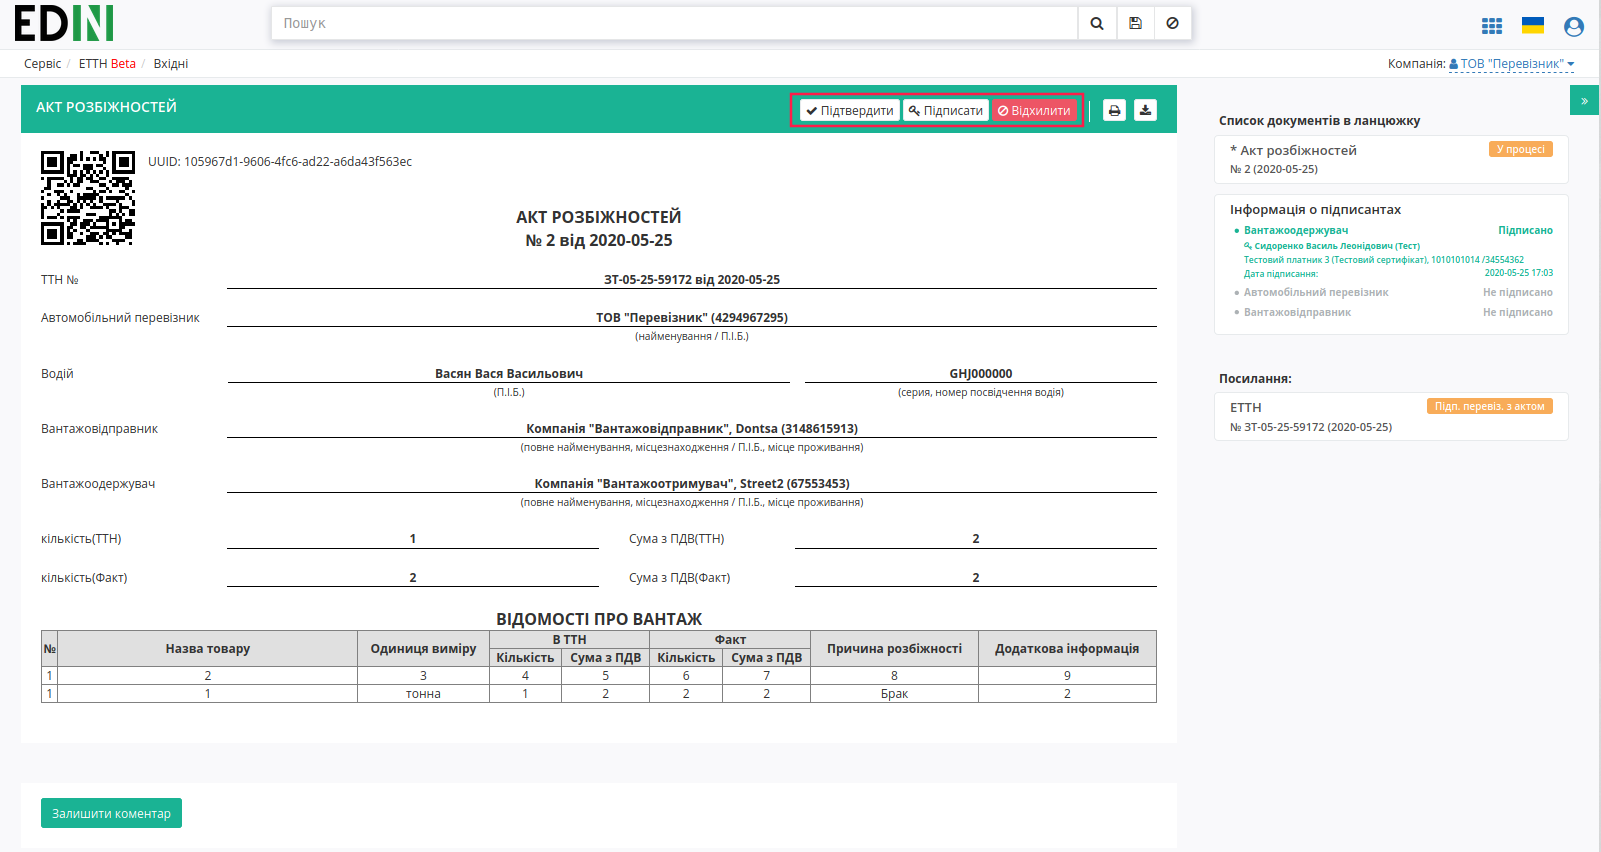 EDIN
Пошук
Сервіс / ЕТТН Beta / Вхідні
Компанія: ТОВ "Перевізник"
АКТ РОЗБІЖНОСТЕЙ
Підтвердити Підписати Відхилити
»
UUID: 105967d1-9606-4fc6-ad22-a6da43f563ec
АКТ РОЗБІЖНОСТЕЙ
№ 2 від 2020-05-25
ТТН № ЗТ-05-25-59172 від 2020-05-25
Автомобільний перевізник ТОВ "Перевізник" (4294967295)
(найменування / П.І.Б.)
Водій Васян Вася Васильович GHJ000000
(П.І.Б.) (серия, номер посвідчення водія)
Вантажовідправник Компанія "Вантажовідправник", Dontsa (3148615913)
(повне найменування, місцезнаходження / П.І.Б., місце проживання)
Вантажоодержувач Компанія "Вантажоотримувач", Street2 (67553453)
(повне найменування, місцезнаходження / П.І.Б., місце проживання)
кількість(ТТН) 1 Сума з ПДВ(ТТН) 2
кількість(Факт) 2 Сума з ПДВ(Факт) 2
ВІДОМОСТІ ПРО ВАНТАЖ
№ Назва товару Одиниця виміру В ТТН Факт Причина розбіжності Додаткова інформація
Кількість Сума з ПДВ Кількість Сума з ПДВ
1 2 3 4 5 6 7 8 9
1 1 тонна 1 2 2 2 Брак 2
Залишити коментар
Список документів в ланцюжку
* Акт розбіжностей У процесі
№ 2 (2020-05-25)
Інформація о підписантах
Вантажоодержувач Підписано
Сидоренко Василь Леонідович (Тест)
Тестовий платник 3 (Тестовий сертифікат), 1010101014 /34554362
Дата підписання: 2020-05-25 17:03
Автомобільний перевізник Не підписано
Вантажовідправник Не підписано
Посилання:
ЕТТН Підп. перевіз. з актом
№ ЗТ-05-25-59172 (2020-05-25)